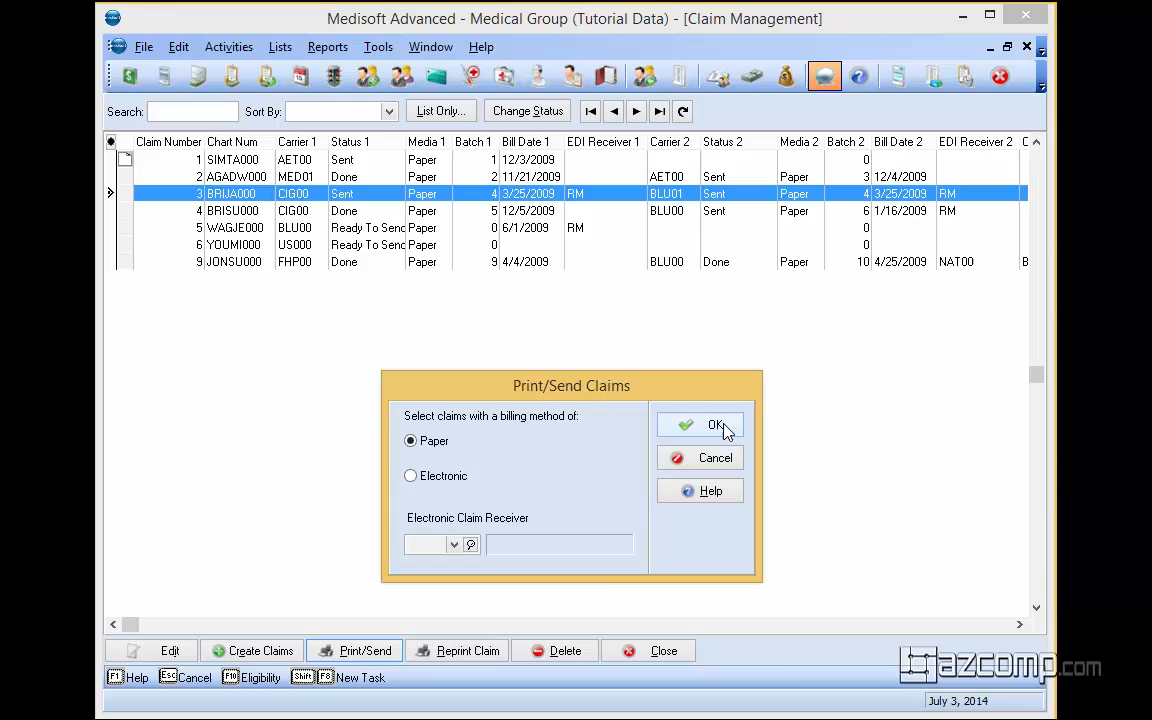 Medisoft Advanced - Medical Group (Tutorial Data) - [Claim Management]
File Edit Activities Lists Reports Tools Window Help
Search: Sort By: List Only... Change Status
Claim Number Chart Num Carrier 1 Status 1 Media 1 Batch 1 Bill Date 1 EDI Receiver 1 Carrier 2 Status 2 Media 2 Batch 2 Bill Date 2 EDI Receiver 2 C
1 SIMTA000 AET00 Sent Paper 1 12/3/2009 0
2 AGADW000 MED01 Done Paper 2 11/21/2009 AET00 Sent Paper 3 12/4/2009
3 BRIJA000 CIG00 Sent Paper 4 3/25/2009 RM BLU01 Sent Paper 4 3/25/2009 RM
4 BRISU000 CIG00 Done Paper 5 12/5/2009 BLU00 Sent Paper 6 1/16/2009 RM
5 WAGJE000 BLU00 Ready To Send Paper 0 6/1/2009 RM 0
6 YOUMI000 US000 Ready To Send Paper 0 0
9 JONSU000 FHP00 Done Paper 9 4/4/2009 BLU00 Done Paper 10 4/25/2009 NAT00 B
Print/Send Claims
Select claims with a billing method of:
Paper
Electronic
Electronic Claim Receiver
OK
Cancel
Help
Edit Create Claims Print/Send Reprint Claim Delete Close
F1 Help Esc Cancel F10 Eligibility Shift F8 New Task
azcomp.com
July 3, 2014